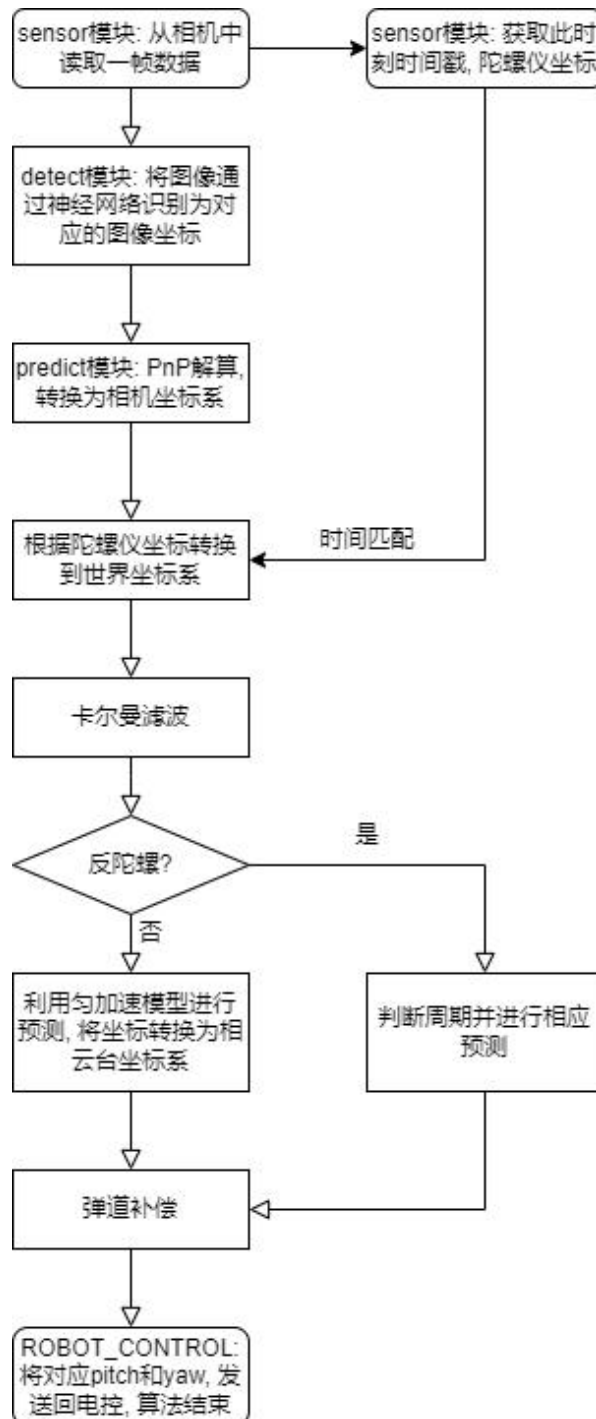 sensor模块: 从相机中
读取一帧数据
sensor模块: 获取此时
刻时间戳, 陀螺仪坐标
detect模块: 将图像通
过神经网络识别为对
应的图像坐标
predict模块: PnP解算,
转换为相机坐标系
根据陀螺仪坐标转换
到世界坐标系
时间匹配
卡尔曼滤波
反陀螺?
是
否
利用匀加速模型进行
预测, 将坐标转换为相
云台坐标系
判断周期并进行相应
预测
弹道补偿
ROBOT_CONTROL:
将对应pitch和yaw, 发
送回电控, 算法结束